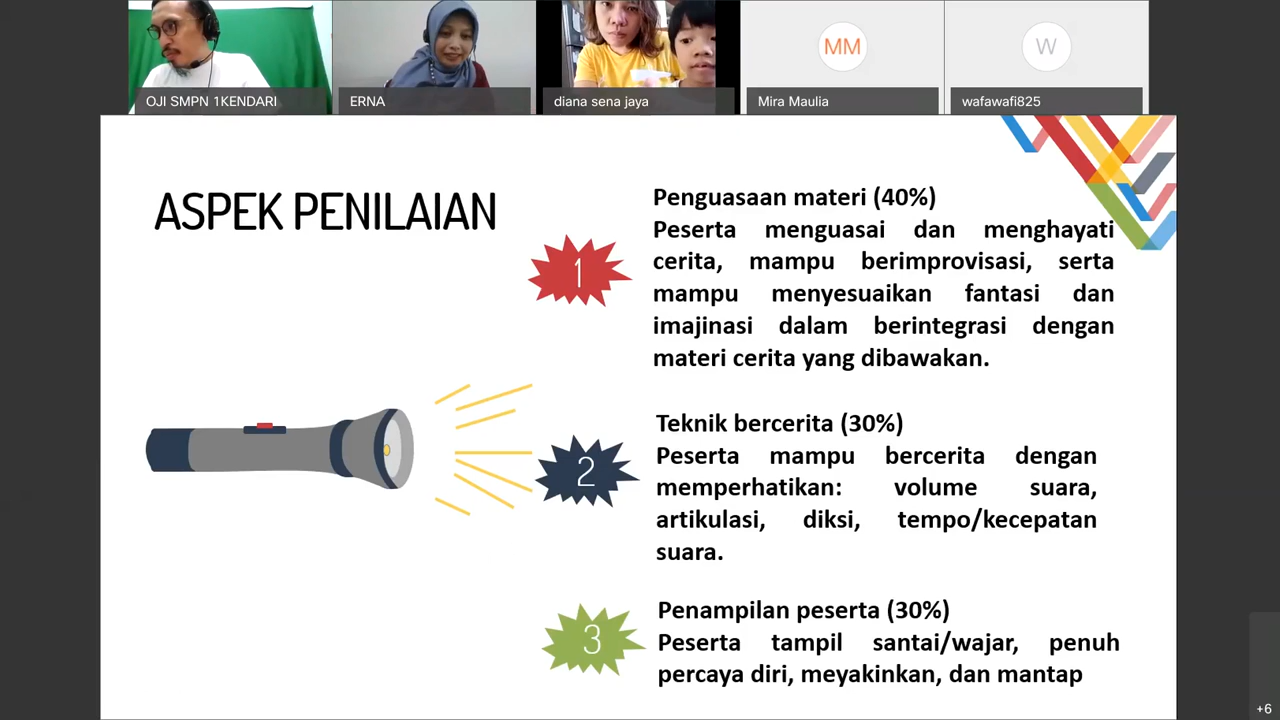 MM
W
OJI SMPN 1KENDARI
ERNA
diana sena jaya
Mira Maulia
wafawafi825
ASPEK PENILAIAN
1
Penguasaan materi (40%)
Peserta menguasai dan menghayati
cerita, mampu berimprovisasi, serta
mampu menyesuaikan fantasi dan
imajinasi dalam berintegrasi dengan
materi cerita yang dibawakan.
2
Teknik bercerita (30%)
Peserta mampu bercerita dengan
memperhatikan: volume suara,
artikulasi, diksi, tempo/kecepatan
suara.
3
Penampilan peserta (30%)
Peserta tampil santai/wajar, penuh
percaya diri, meyakinkan, dan mantap
+6